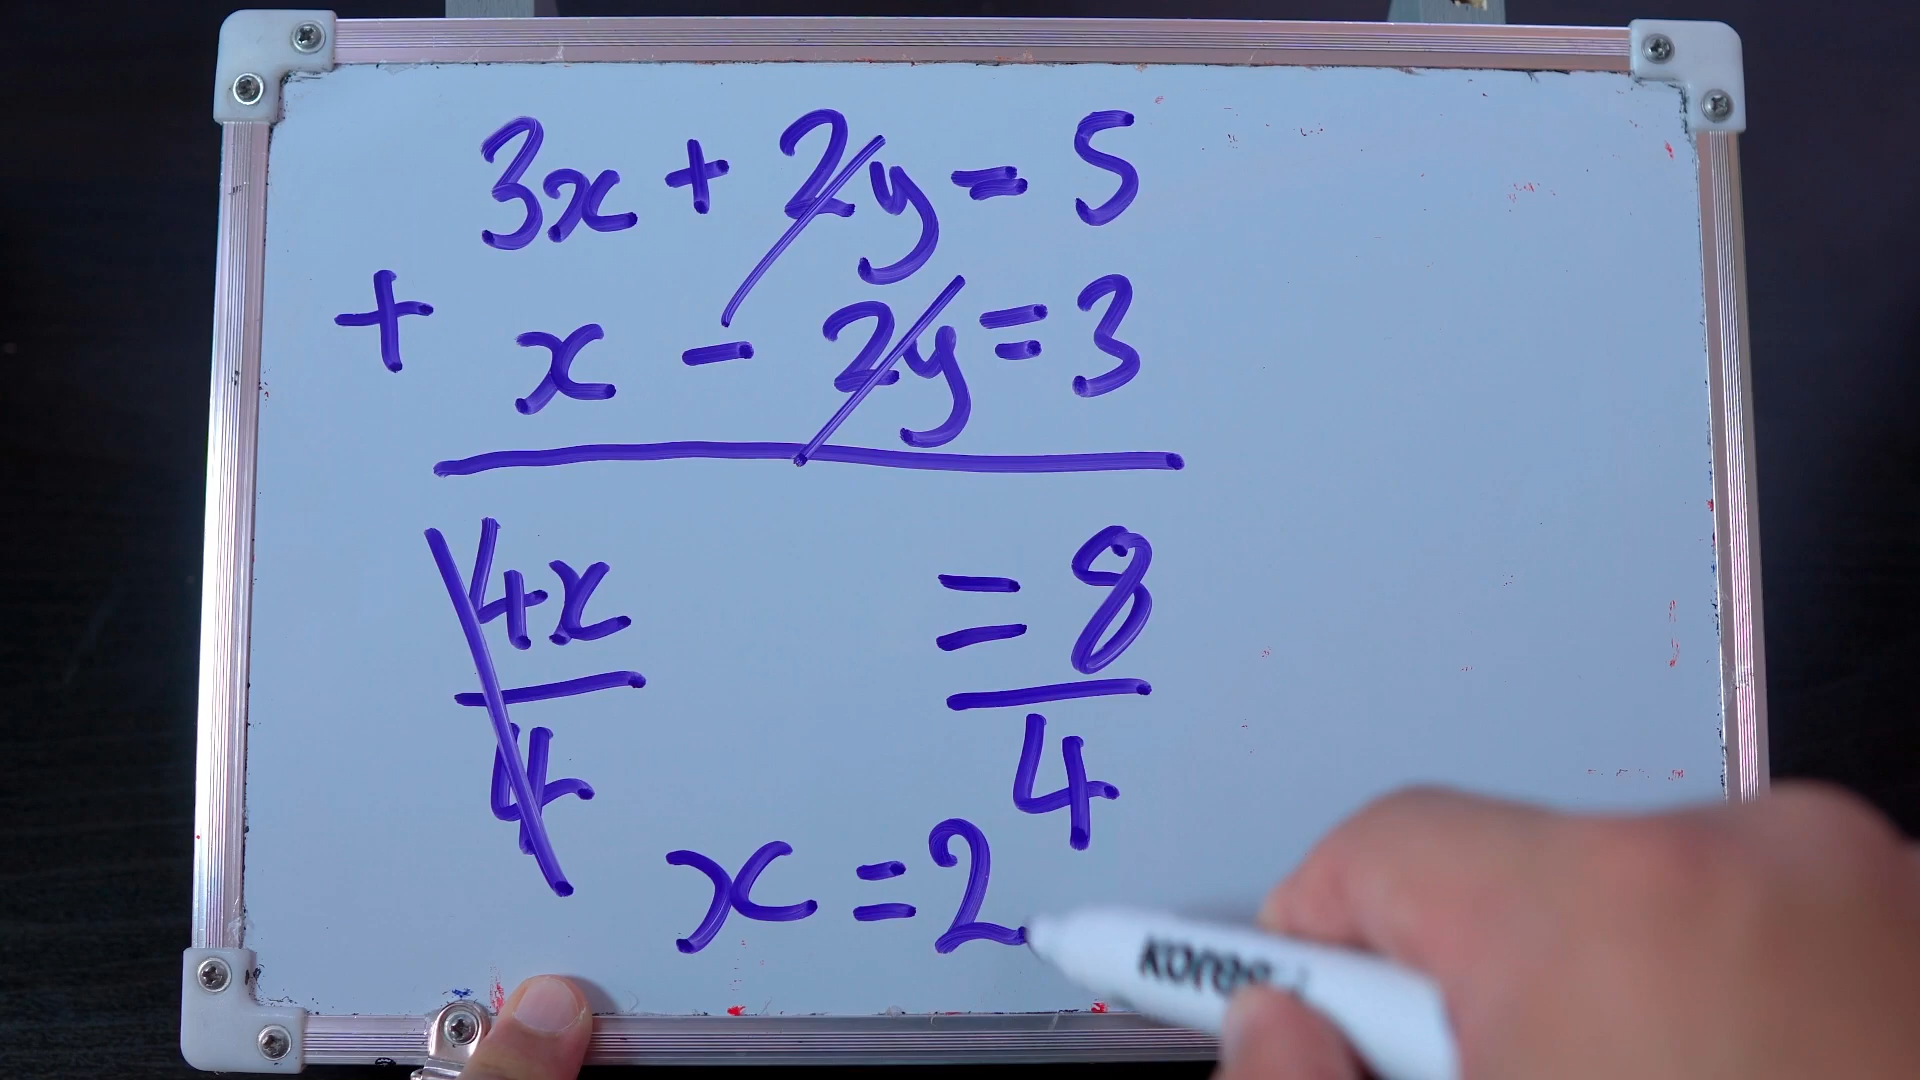 3x + 2y = 5
+ x - 2y = 3
4x = 8
4 4
x = 2